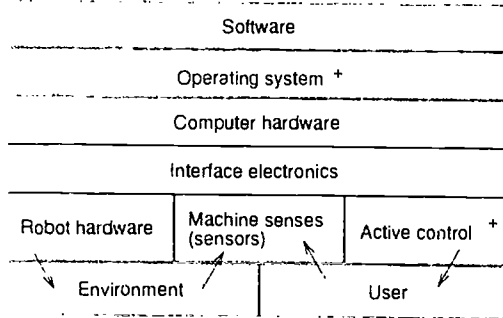 Software
Operating system +
Computer hardware
Interface electronics
Robot hardware
Machine senses
(sensors)
Active control +
Environment
User